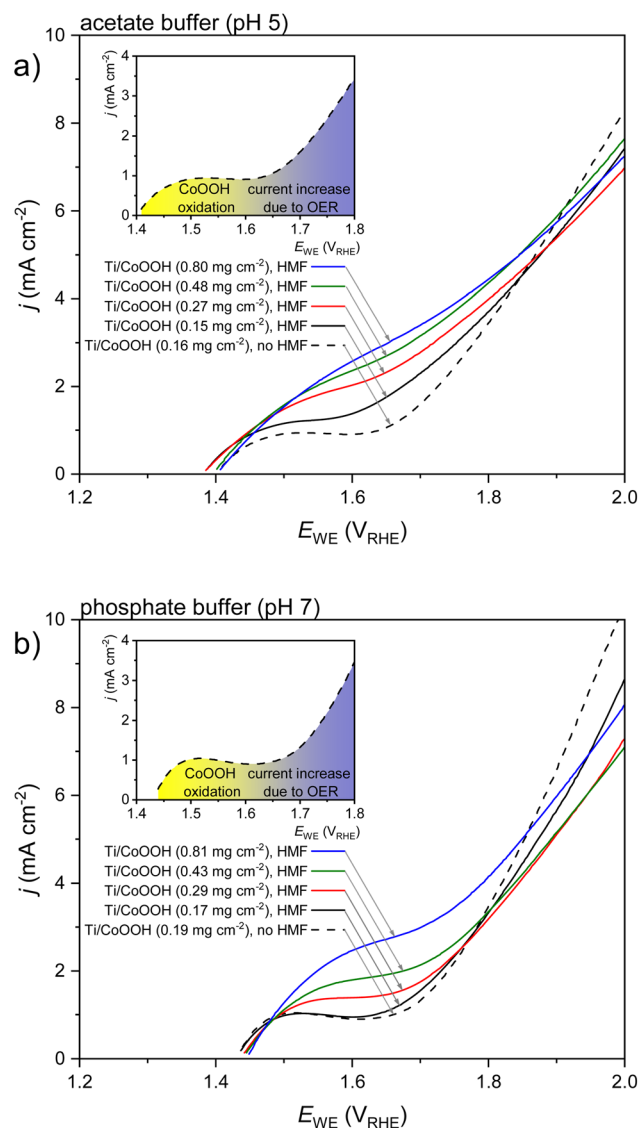 acetate buffer (pH 5)
a)
10
8
6
4
2
0
j (mA cm⁻²)
4
3
2
1
0
j (mA cm⁻²)
CoOOH current increase
oxidation due to OER
1.4 1.5 1.6 1.7 1.8
E_WE (V_RHE)
Ti/CoOOH (0.80 mg cm⁻²), HMF
Ti/CoOOH (0.48 mg cm⁻²), HMF
Ti/CoOOH (0.27 mg cm⁻²), HMF
Ti/CoOOH (0.15 mg cm⁻²), HMF
Ti/CoOOH (0.16 mg cm⁻²), no HMF
1.2 1.4 1.6 1.8 2.0
E_WE (V_RHE)
phosphate buffer (pH 7)
b)
10
8
6
4
2
0
j (mA cm⁻²)
4
3
2
1
0
j (mA cm⁻²)
CoOOH current increase
oxidation due to OER
1.4 1.5 1.6 1.7 1.8
E_WE (V_RHE)
Ti/CoOOH (0.81 mg cm⁻²), HMF
Ti/CoOOH (0.43 mg cm⁻²), HMF
Ti/CoOOH (0.29 mg cm⁻²), HMF
Ti/CoOOH (0.17 mg cm⁻²), HMF
Ti/CoOOH (0.19 mg cm⁻²), no HMF
1.2 1.4 1.6 1.8 2.0
E_WE (V_RHE)